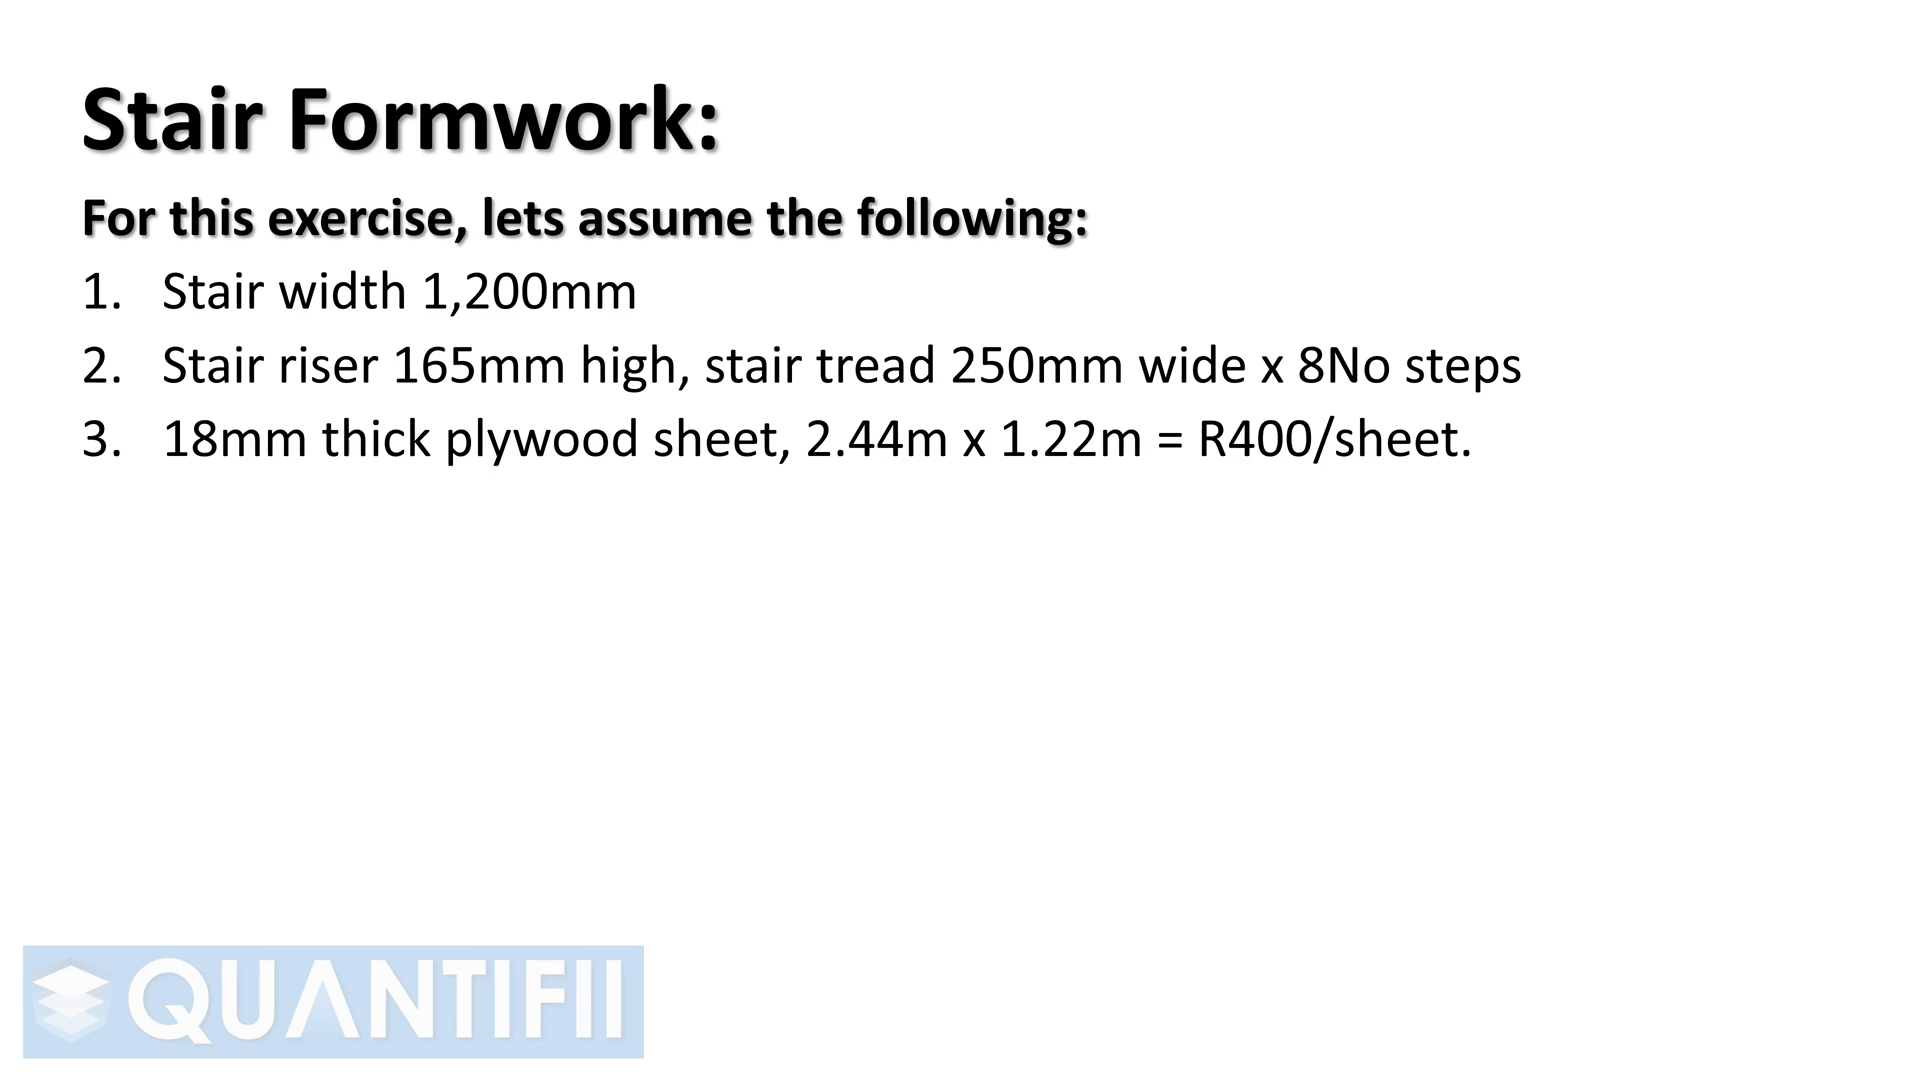 Stair Formwork:
For this exercise, lets assume the following:
1. Stair width 1,200mm
2. Stair riser 165mm high, stair tread 250mm wide x 8No steps
3. 18mm thick plywood sheet, 2.44m x 1.22m = R400/sheet.
QUANTIFII